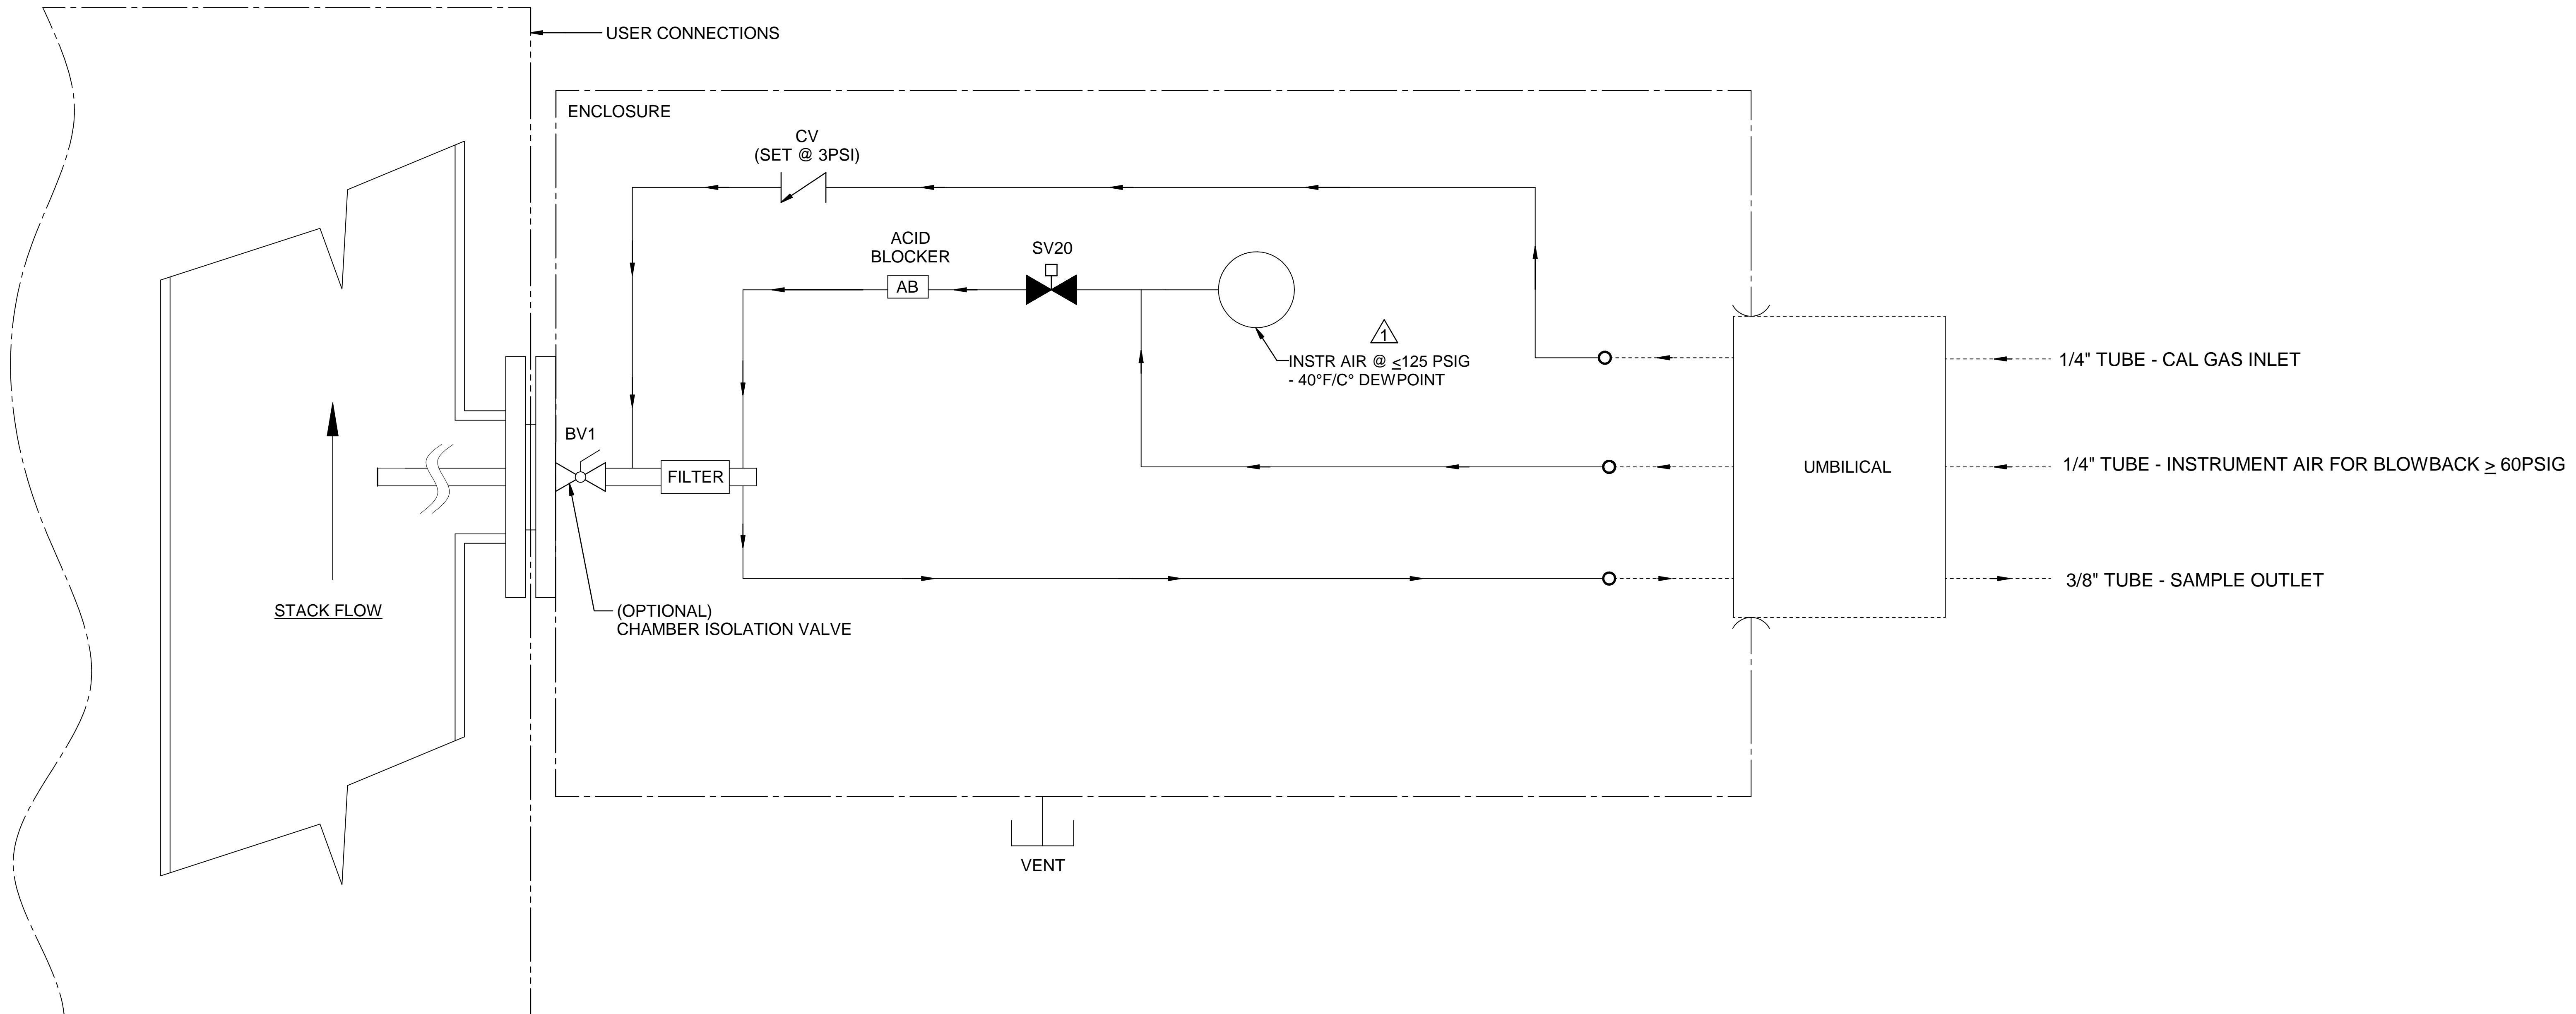 USER CONNECTIONS
ENCLOSURE
CV
(SET @ 3PSI)
ACID
BLOCKER
AB
SV20
1
INSTR AIR @ ≤125 PSIG
- 40°F/C° DEWPOINT
1/4" TUBE - CAL GAS INLET
BV1
FILTER
UMBILICAL
1/4" TUBE - INSTRUMENT AIR FOR BLOWBACK ≥ 60PSIG
3/8" TUBE - SAMPLE OUTLET
STACK FLOW
(OPTIONAL)
CHAMBER ISOLATION VALVE
VENT